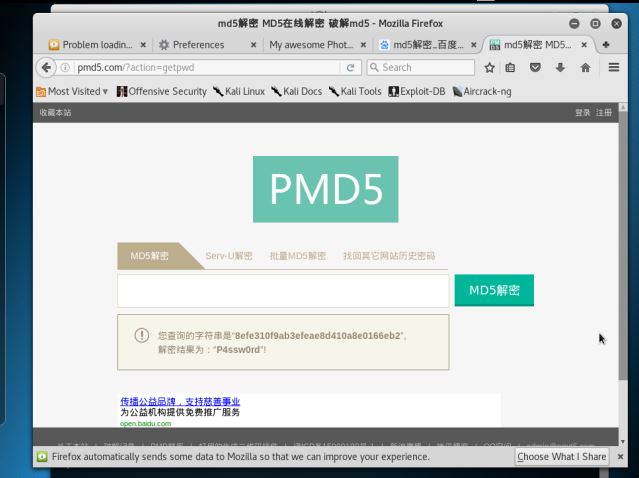 md5解密 MD5在线解密 破解md5 - Mozilla Firefox
Problem loadin... Preferences My awesome Phot... md5解密_百度... md5解密 MD5...
pmd5.com/?action=getpwd Search
Most Visited Offensive Security Kali Linux Kali Docs Kali Tools Exploit-DB Aircrack-ng
收藏本站 登录 注册
PMD5
MD5解密 Serv-U解密 批量MD5解密 找回其它网站历史密码
MD5解密
您查询的字符串是“8efe310f9ab3efeae8d410a8e0166eb2”,
解密结果为：“P4ssw0rd”!
传播公益品牌，支持慈善事业
为公益机构提供免费推广服务
open.baidu.com
Firefox automatically sends some data to Mozilla so that we can improve your experience. Choose What I Share